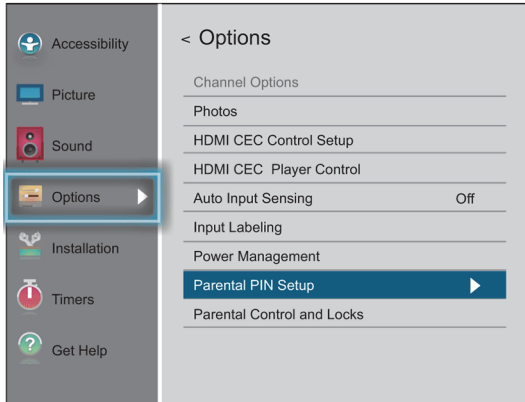 Accessibility
Picture
Sound
Options
Installation
Timers
Get Help
< Options
Channel Options
Photos
HDMI CEC Control Setup
HDMI CEC  Player Control
Auto Input Sensing Off
Input Labeling
Power Management
Parental PIN Setup
Parental Control and Locks